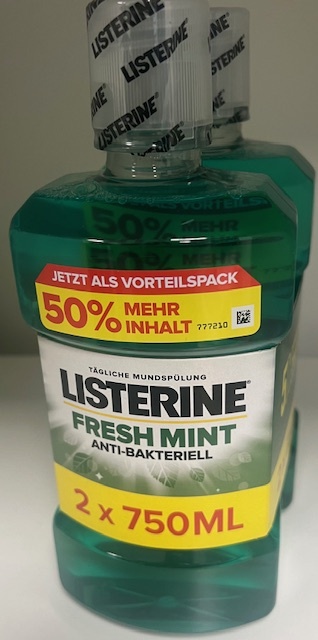 LISTERINE
LISTERINE
LISTERINE
JETZT ALS VORTEILSPACK
50% MEHR INHALT
777210
TÄGLICHE MUNDSPÜLUNG
LISTERINE®
FRESH MINT
ANTI-BAKTERIELL
2 x 750ML